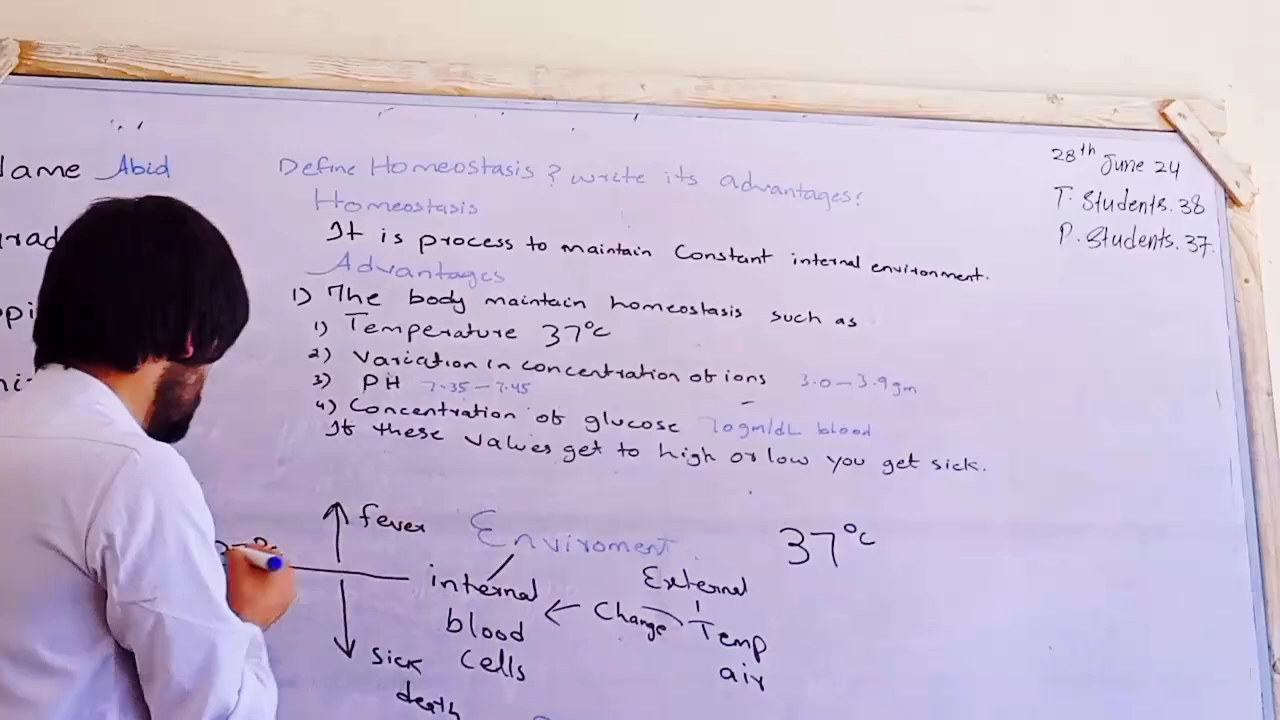 Name Abid
28th June 24
T. Students. 38
P. Students. 37
Define Homeostasis? write its advantages!
Homeostasis
It is process to maintain Constant internal environment.
Advantages
1) The body maintain homeostasis such as
1) Temperature 37°C
2) Variation in concentration of ions 3.0-3.9gm
3) PH 7.35-7.45
4) Concentration of glucose 70gm/dL blood
If these values get to high or low you get sick.
fever Enviroment. 37°C
internal External
blood Change Temp
Sick cells air
death